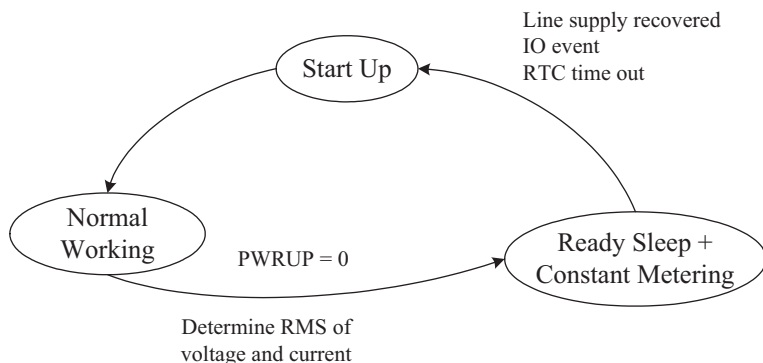 Line supply recovered
IO event
RTC time out
Start Up
Normal
Working
PWRUP = 0
Ready Sleep +
Constant Metering
Determine RMS of
voltage and current